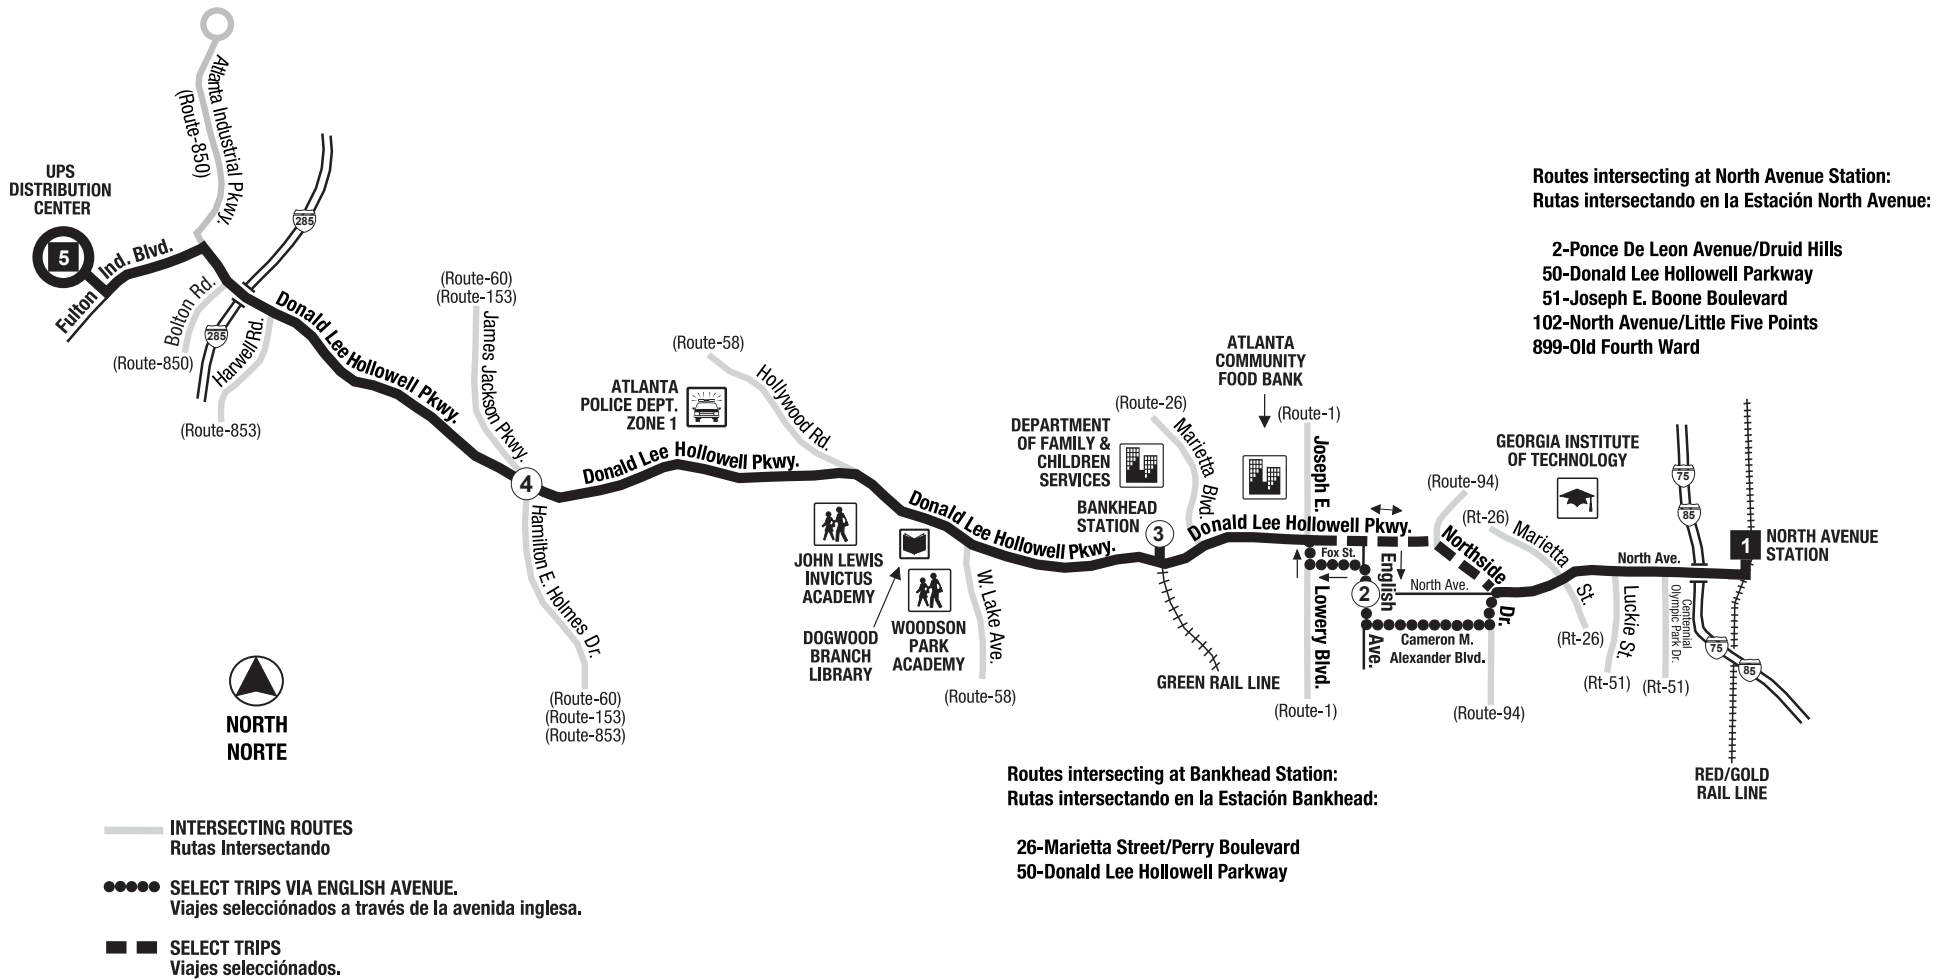 Atlanta Industrial Pkwy.
(Route-850)
UPS
DISTRIBUTION
CENTER
5
Ind. Blvd.
Fulton
285
Bolton Rd.
285
(Route-850)
Harwell Rd.
(Route-853)
Donald Lee Hollowell Pkwy.
(Route-60)
(Route-153)
James Jackson Pkwy.
4
Hamilton E. Holmes Dr.
(Route-60)
(Route-153)
(Route-853)
ATLANTA
POLICE DEPT.
ZONE 1
Donald Lee Hollowell Pkwy.
(Route-58)
Hollywood Rd.
JOHN LEWIS
INVICTUS
ACADEMY
DOGWOOD
BRANCH
LIBRARY
WOODSON
PARK
ACADEMY
Donald Lee Hollowell Pkwy.
W. Lake Ave.
(Route-58)
DEPARTMENT
OF FAMILY &
CHILDREN
SERVICES
BANKHEAD
STATION
3
(Route-26)
Marietta Blvd.
ATLANTA
COMMUNITY
FOOD BANK
(Route-1)
Joseph E.
Lowery Blvd.
(Route-1)
Donald Lee Hollowell Pkwy.
GREEN RAIL LINE
Fox St.
2
English
Ave.
North Ave.
Cameron M.
Alexander Blvd.
(Route-94)
Northside
Dr.
(Route-94)
(Rt-26)
Marietta
St.
(Rt-26)
GEORGIA INSTITUTE
OF TECHNOLOGY
North Ave.
Luckie St.
(Rt-51)
Centennial
Olympic Park Dr.
(Rt-51)
75
85
75
85
1
NORTH AVENUE
STATION
RED/GOLD
RAIL LINE
Routes intersecting at North Avenue Station:
Rutas intersectando en la Estación North Avenue:
2-Ponce De Leon Avenue/Druid Hills
50-Donald Lee Hollowell Parkway
51-Joseph E. Boone Boulevard
102-North Avenue/Little Five Points
899-Old Fourth Ward
Routes intersecting at Bankhead Station:
Rutas intersectando en la Estación Bankhead:
26-Marietta Street/Perry Boulevard
50-Donald Lee Hollowell Parkway
NORTH
NORTE
INTERSECTING ROUTES
Rutas Intersectando
SELECT TRIPS VIA ENGLISH AVENUE.
Viajes selecciónados a través de la avenida inglesa.
SELECT TRIPS
Viajes selecciónados.